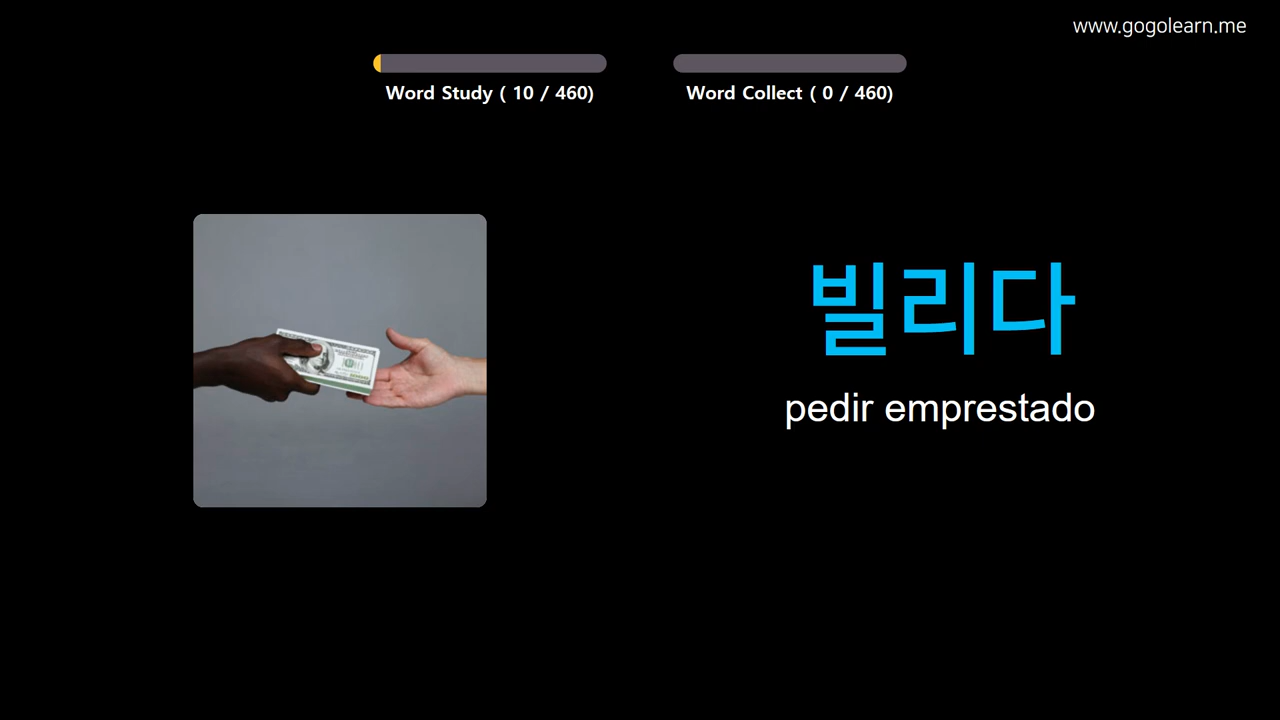 www.gogolearn.me
Word Study ( 10 / 460)
Word Collect ( 0 / 460)
빌리다
pedir emprestado